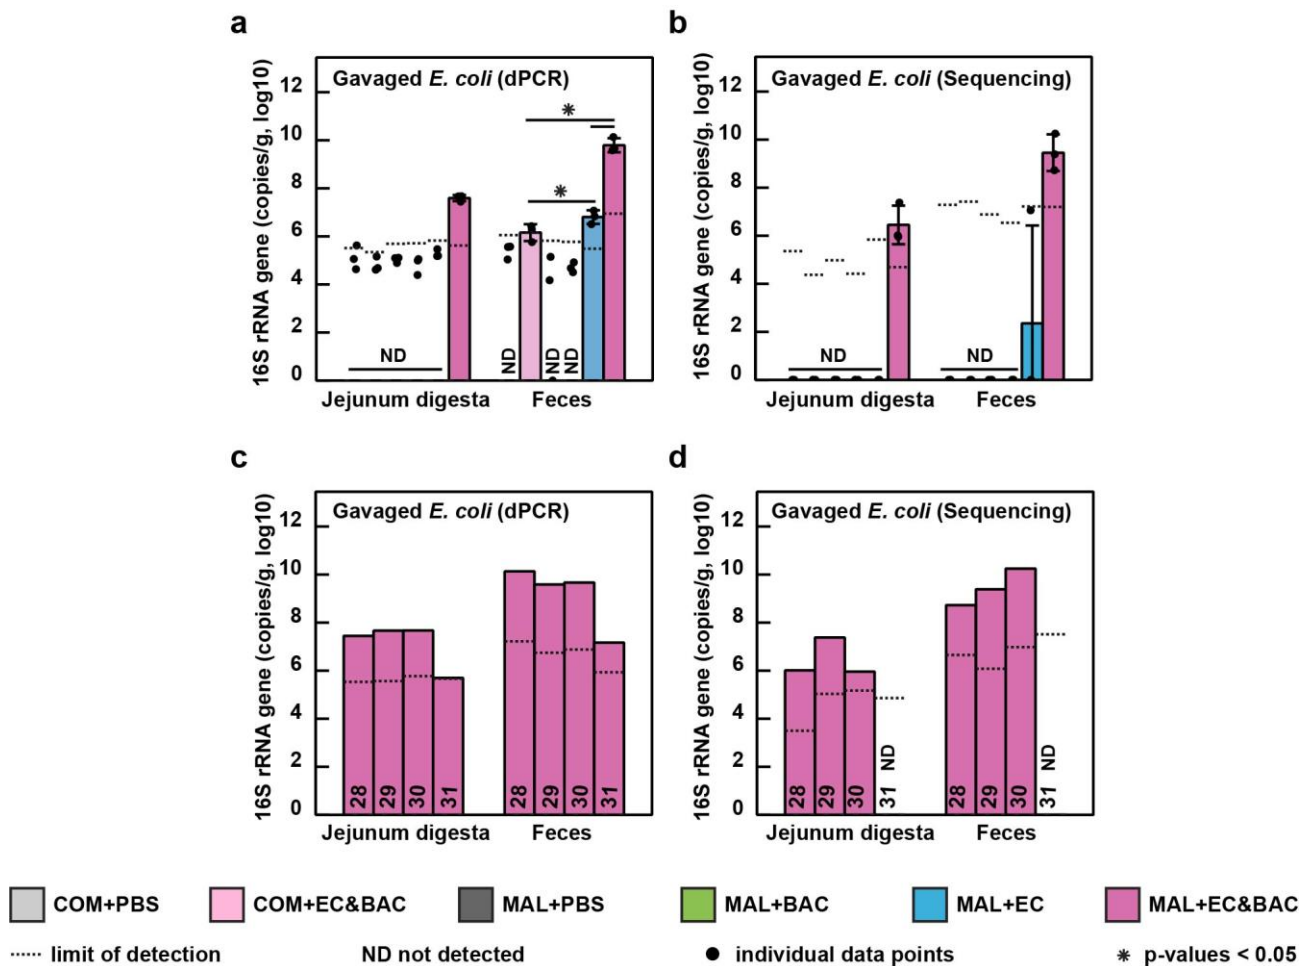 a
Gavaged E. coli (dPCR)
16S rRNA gene (copies/g, log10)
12
10
8
6
4
2
0
*
*
ND
ND
ND
ND
Jejunum digesta
Feces
b
Gavaged E. coli (Sequencing)
16S rRNA gene (copies/g, log10)
12
10
8
6
4
2
0
ND
ND
Jejunum digesta
Feces
c
Gavaged E. coli (dPCR)
16S rRNA gene (copies/g, log10)
12
10
8
6
4
2
0
28
29
30
31
28
29
30
31
Jejunum digesta
Feces
d
Gavaged E. coli (Sequencing)
16S rRNA gene (copies/g, log10)
12
10
8
6
4
2
0
28
29
30
31 ND
28
29
30
31 ND
Jejunum digesta
Feces
COM+PBS
COM+EC&BAC
MAL+PBS
MAL+BAC
MAL+EC
MAL+EC&BAC
limit of detection
ND not detected
individual data points
* p-values < 0.05